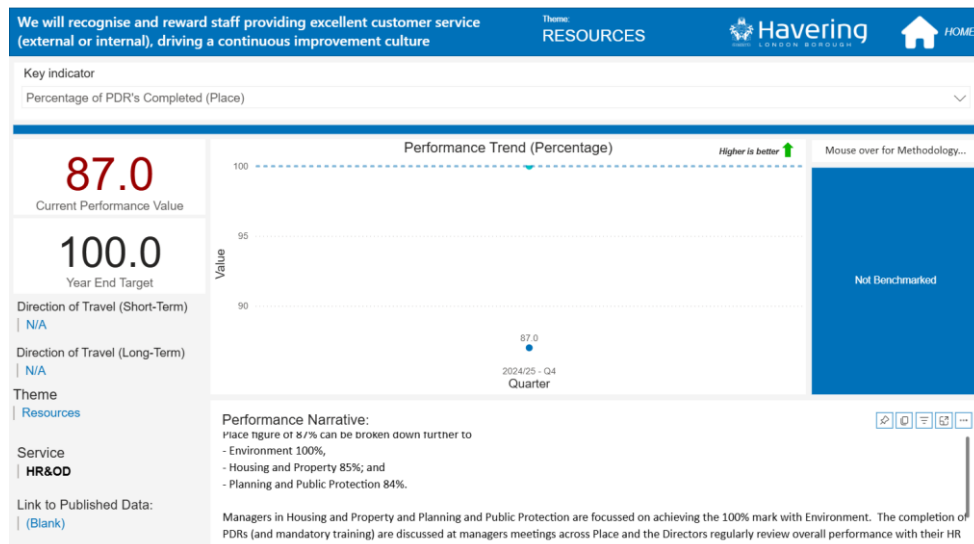 We will recognise and reward staff providing excellent customer service
(external or internal), driving a continuous improvement culture
Theme:
RESOURCES
Havering
LONDON BOROUGH
HOME
Key indicator
Percentage of PDR's Completed (Place)
87.0
Current Performance Value
100.0
Year End Target
Direction of Travel (Short-Term)
N/A
Direction of Travel (Long-Term)
N/A
Theme
Resources
Service
HR&OD
Link to Published Data:
(Blank)
Performance Trend (Percentage)
Higher is better
100
95
90
Value
87.0
2024/25 - Q4
Quarter
Mouse over for Methodology...
Not Benchmarked
Performance Narrative:
Place figure of 87% can be broken down further to
- Environment 100%,
- Housing and Property 85%; and
- Planning and Public Protection 84%.
Managers in Housing and Property and Planning and Public Protection are focussed on achieving the 100% mark with Environment. The completion of
PDRs (and mandatory training) are discussed at managers meetings across Place and the Directors regularly review overall performance with their HR